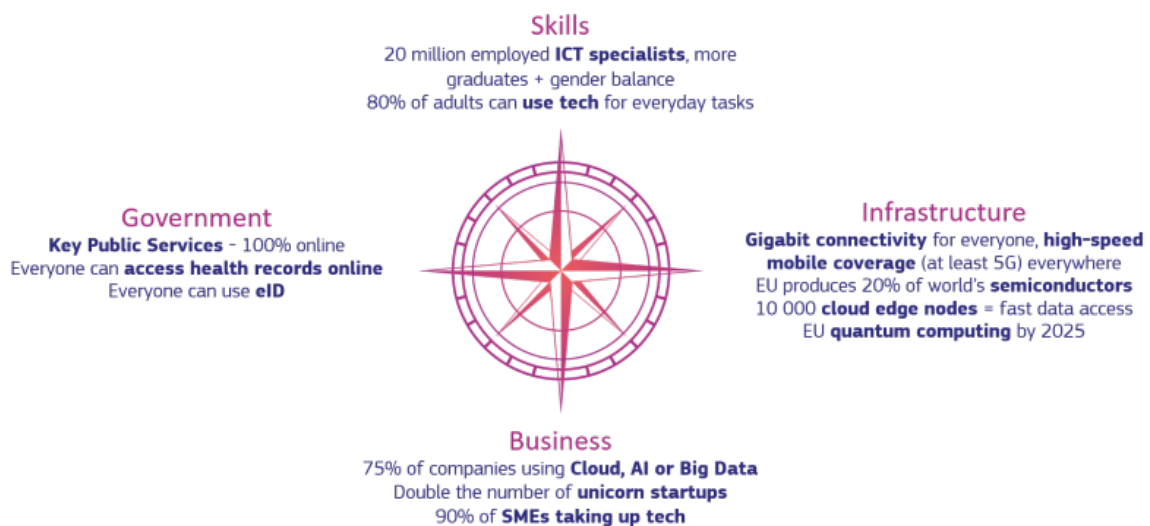 Skills
20 million employed ICT specialists, more
graduates + gender balance
80% of adults can use tech for everyday tasks
Government
Key Public Services - 100% online
Everyone can access health records online
Everyone can use eID
Infrastructure
Gigabit connectivity for everyone, high-speed
mobile coverage (at least 5G) everywhere
EU produces 20% of world's semiconductors
10 000 cloud edge nodes = fast data access
EU quantum computing by 2025
Business
75% of companies using Cloud, AI or Big Data
Double the number of unicorn startups
90% of SMEs taking up tech